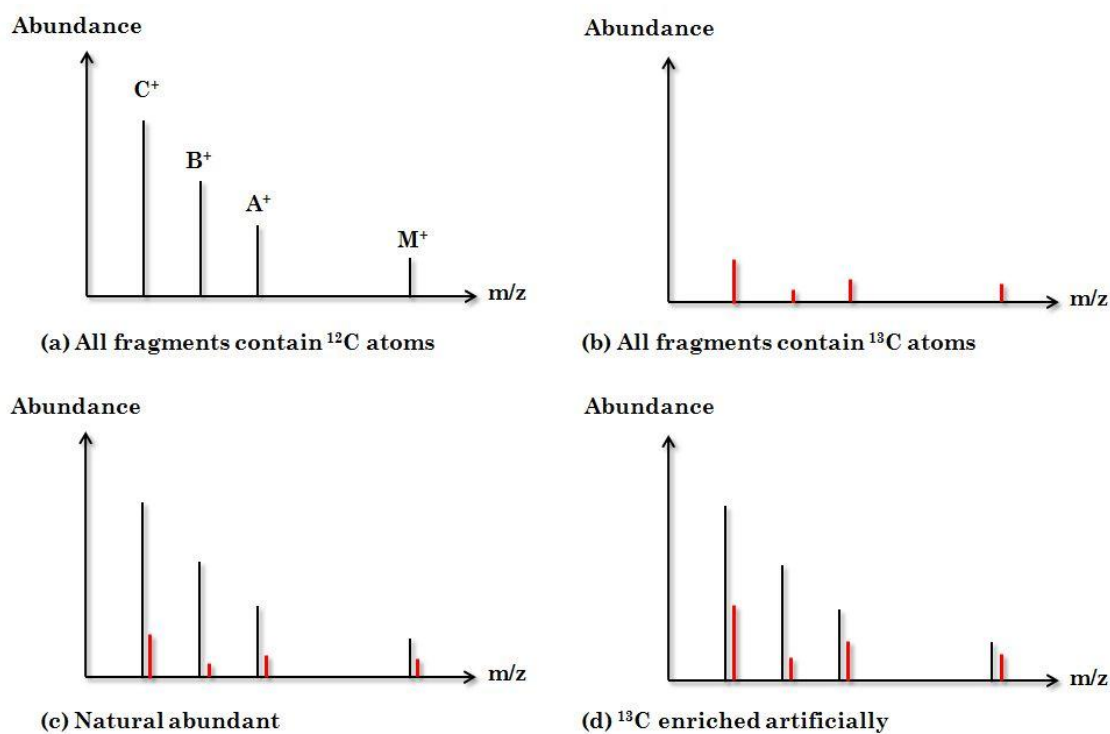 Abundance
C⁺
B⁺
A⁺
M⁺
m/z
(a) All fragments contain ¹²C atoms
Abundance
m/z
(b) All fragments contain ¹³C atoms
Abundance
m/z
(c) Natural abundant
Abundance
m/z
(d) ¹³C enriched artificially